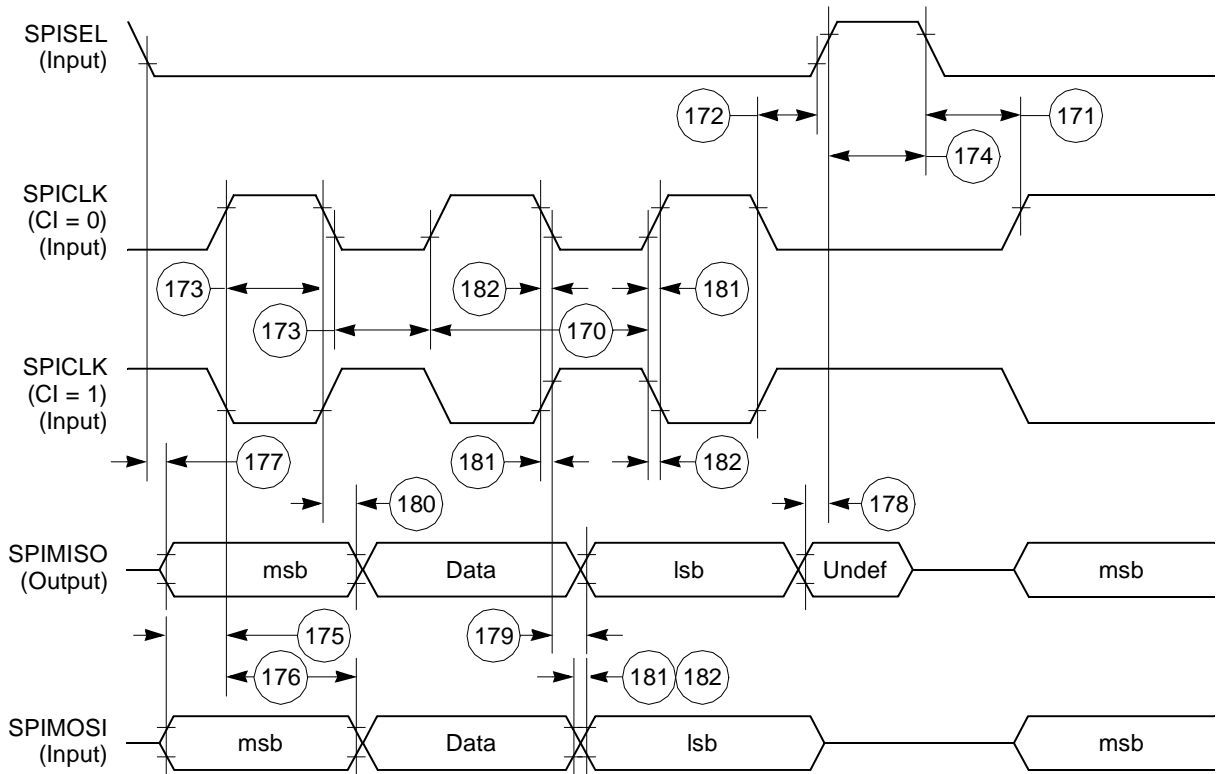 SPISEL
(Input)
172
171
174
SPICLK
(CI = 0)
(Input)
173
182
181
173
170
SPICLK
(CI = 1)
(Input)
177
181
182
180
178
SPIMISO
(Output)
msb
Data
lsb
Undef
msb
175
179
176
181
182
SPIMOSI
(Input)
msb
Data
lsb
msb